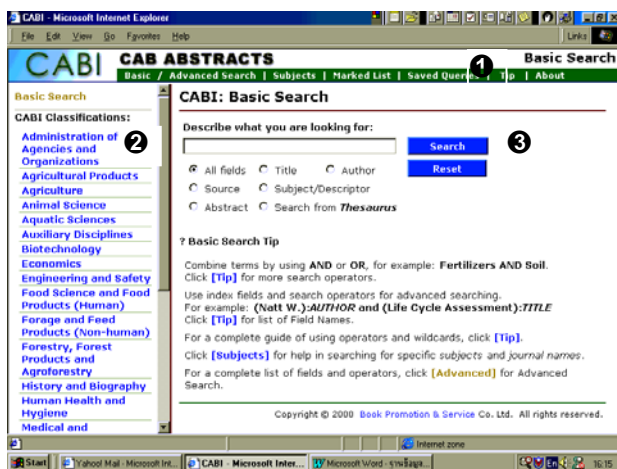 CABI - Microsoft Internet Explorer
File Edit View Go Favorites Help
Links
CABI CAB ABSTRACTS
Basic Search
Basic / Advanced Search | Subjects | Marked List | Saved Queries | Tip | About
1
Basic Search
CABI Classifications:
Administration of
Agencies and
Organizations
2
Agricultural Products
Agriculture
Animal Science
Aquatic Sciences
Auxiliary Disciplines
Biotechnology
Economics
Engineering and Safety
Food Science and Food
Products (Human)
Forage and Feed
Products (Non-human)
Forestry, Forest
Products and
Agroforestry
History and Biography
Human Health and
Hygiene
Medical and
CABI: Basic Search
Describe what you are looking for:
Search
3
All fields Title Author
Reset
Source Subject/Descriptor
Abstract Search from Thesaurus
? Basic Search Tip
Combine terms by using AND or OR, for example: Fertilizers AND Soil.
Click [Tip] for more search operators.
Use index fields and search operators for advanced searching.
For example: (Natt W.):AUTHOR and (Life Cycle Assessment):TITLE
Click [Tip] for list of Field Names.
For a complete guide of using operators and wildcards, click [Tip].
Click [Subjects] for help in searching for specific subjects and journal names.
For a complete list of fields and operators, click [Advanced] for Advanced
Search.
Copyright © 2000 Book Promotion & Service Co. Ltd. All rights reserved.
Internet zone
Start Yahoo! Mail - Microsoft Int... CABI - Microsoft Inter... Microsoft Word - En 16:15